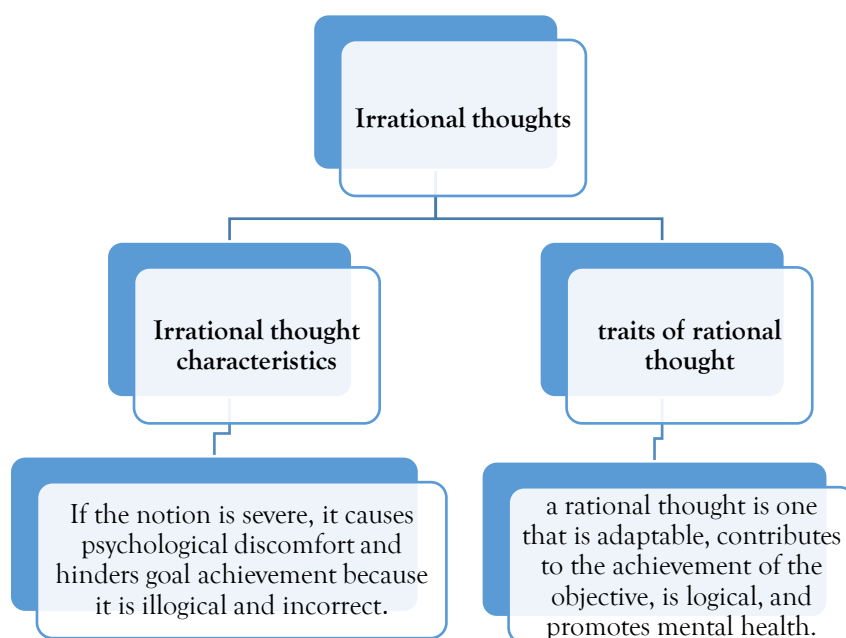 Irrational thoughts
Irrational thought
characteristics
traits of rational
thought
If the notion is severe, it causes
psychological discomfort and
hinders goal achievement because
it is illogical and incorrect.
a rational thought is one
that is adaptable, contributes
to the achievement of the
objective, is logical, and
promotes mental health.